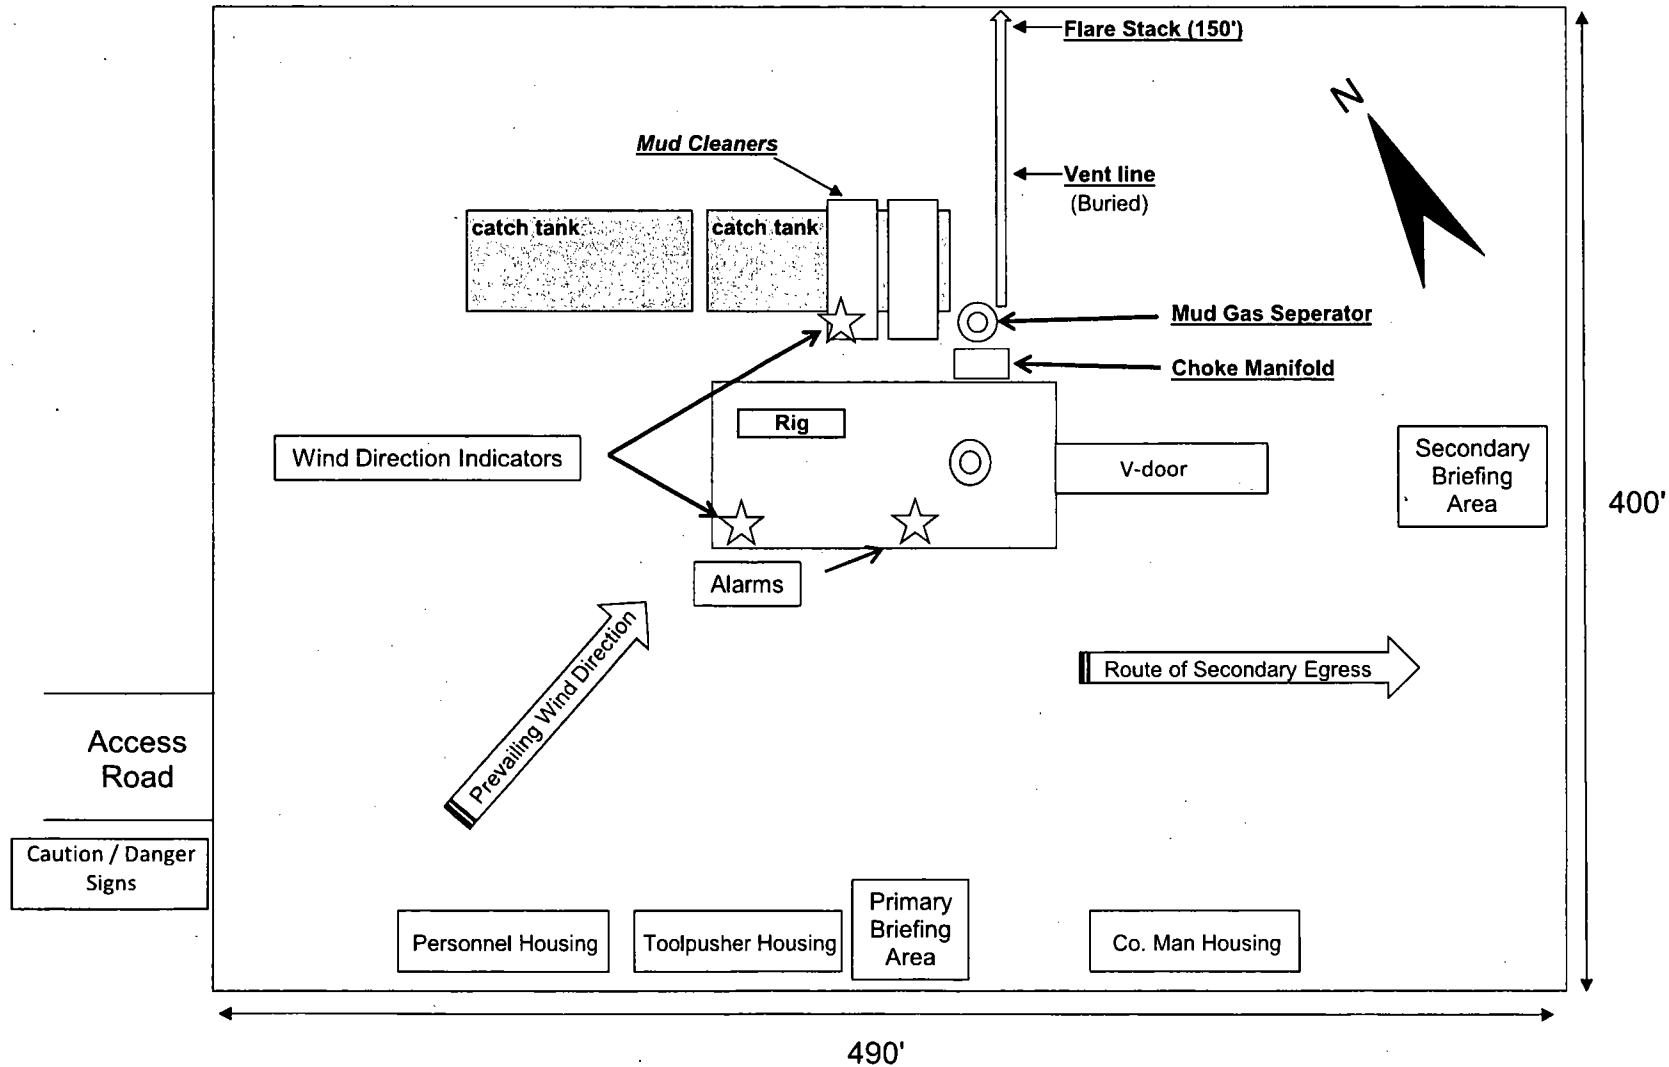 Flare Stack (150')
N
Mud Cleaners
Vent line
(Buried)
catch tank
catch tank
Mud Gas Seperator
Choke Manifold
Rig
Wind Direction Indicators
V-door
Secondary
Briefing
Area
400'
Alarms
Prevailing Wind Direction
Route of Secondary Egress
Access
Road
Caution / Danger
Signs
Primary
Briefing
Area
Personnel Housing
Toolpusher Housing
Co. Man Housing
490'